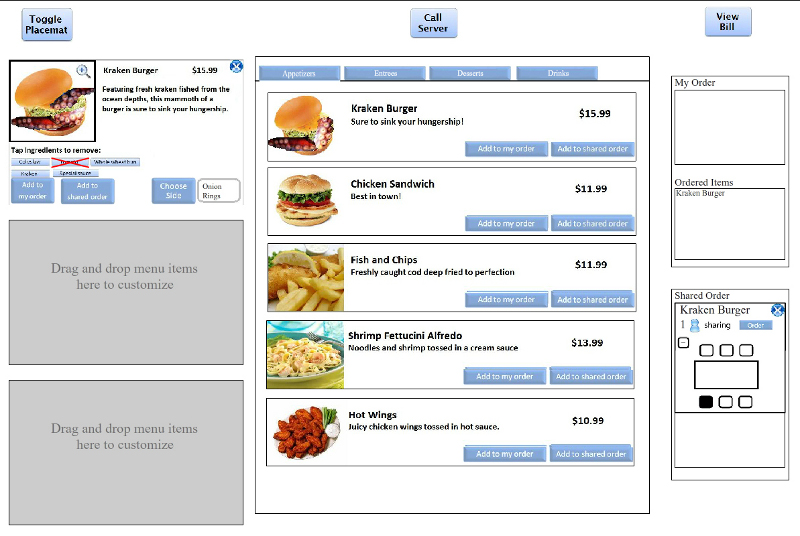 Toggle
Placemat
Call
Server
View
Bill
Kraken Burger $15.99
Featuring fresh kraken fished from the
ocean depths, this mammoth of a
burger is sure to sink your hungership.
Tap Ingredients to remove:
Coleslaw Whole wheat bun
Kraken Special sauce
Add to
my order
Add to
shared order
Choose
Side
Onion
Rings
Drag and drop menu items
here to customize
Drag and drop menu items
here to customize
Appetizers Entrees Desserts Drinks
Kraken Burger
Sure to sink your hungership!
$15.99
Add to my order Add to shared order
Chicken Sandwich
Best in town!
$11.99
Add to my order Add to shared order
Fish and Chips
Freshly caught cod deep fried to perfection
$11.99
Add to my order Add to shared order
Shrimp Fettucini Alfredo
Noodles and shrimp tossed in a cream sauce
$13.99
Add to my order Add to shared order
Hot Wings
Juicy chicken wings tossed in hot sauce.
$10.99
Add to my order Add to shared order
My Order
Ordered Items
Kraken Burger
Shared Order
Kraken Burger
1 sharing Order